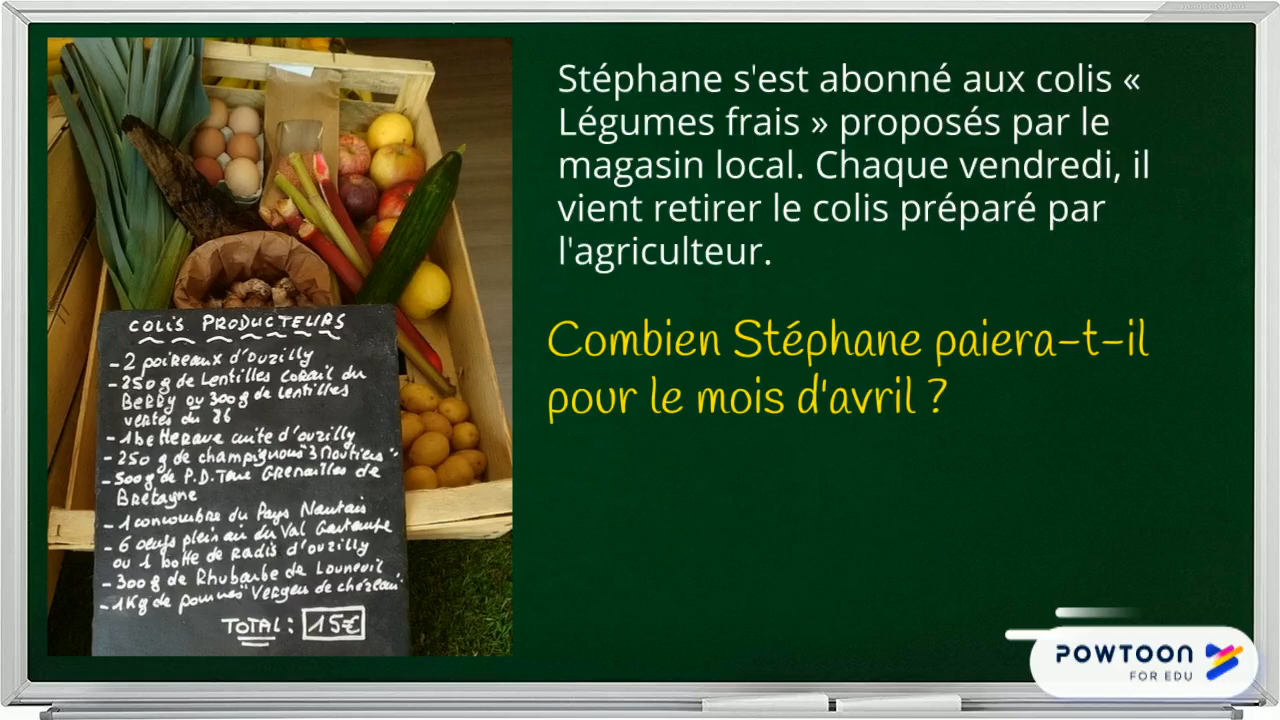 Stéphane s'est abonné aux colis «
Légumes frais » proposés par le
magasin local. Chaque vendredi, il
vient retirer le colis préparé par
l'agriculteur.
Combien Stéphane paiera-t-il
pour le mois d'avril ?
COLIS PRODUCTEURS
- 2 poireaux d'ouzilly
- 250 g de Lentilles Corail du
Berry ou 300 g de lentilles
vertes du 86
- 1 betterave cuite d'ouzilly
- 250 g de champignons "3 Moutiers"
- 500 g de P.D. Terre Grenailles de
Bretagne
- 1 concombre du Pays Nantais
- 6 oeufs plein air du Val Gartempe
ou 1 botte de Radis d'ouzilly
- 300 g de Rhubarbe de
- 1 Kg de pommes "Verger de
TOTAL : 15€
POWTOON
FOR EDU